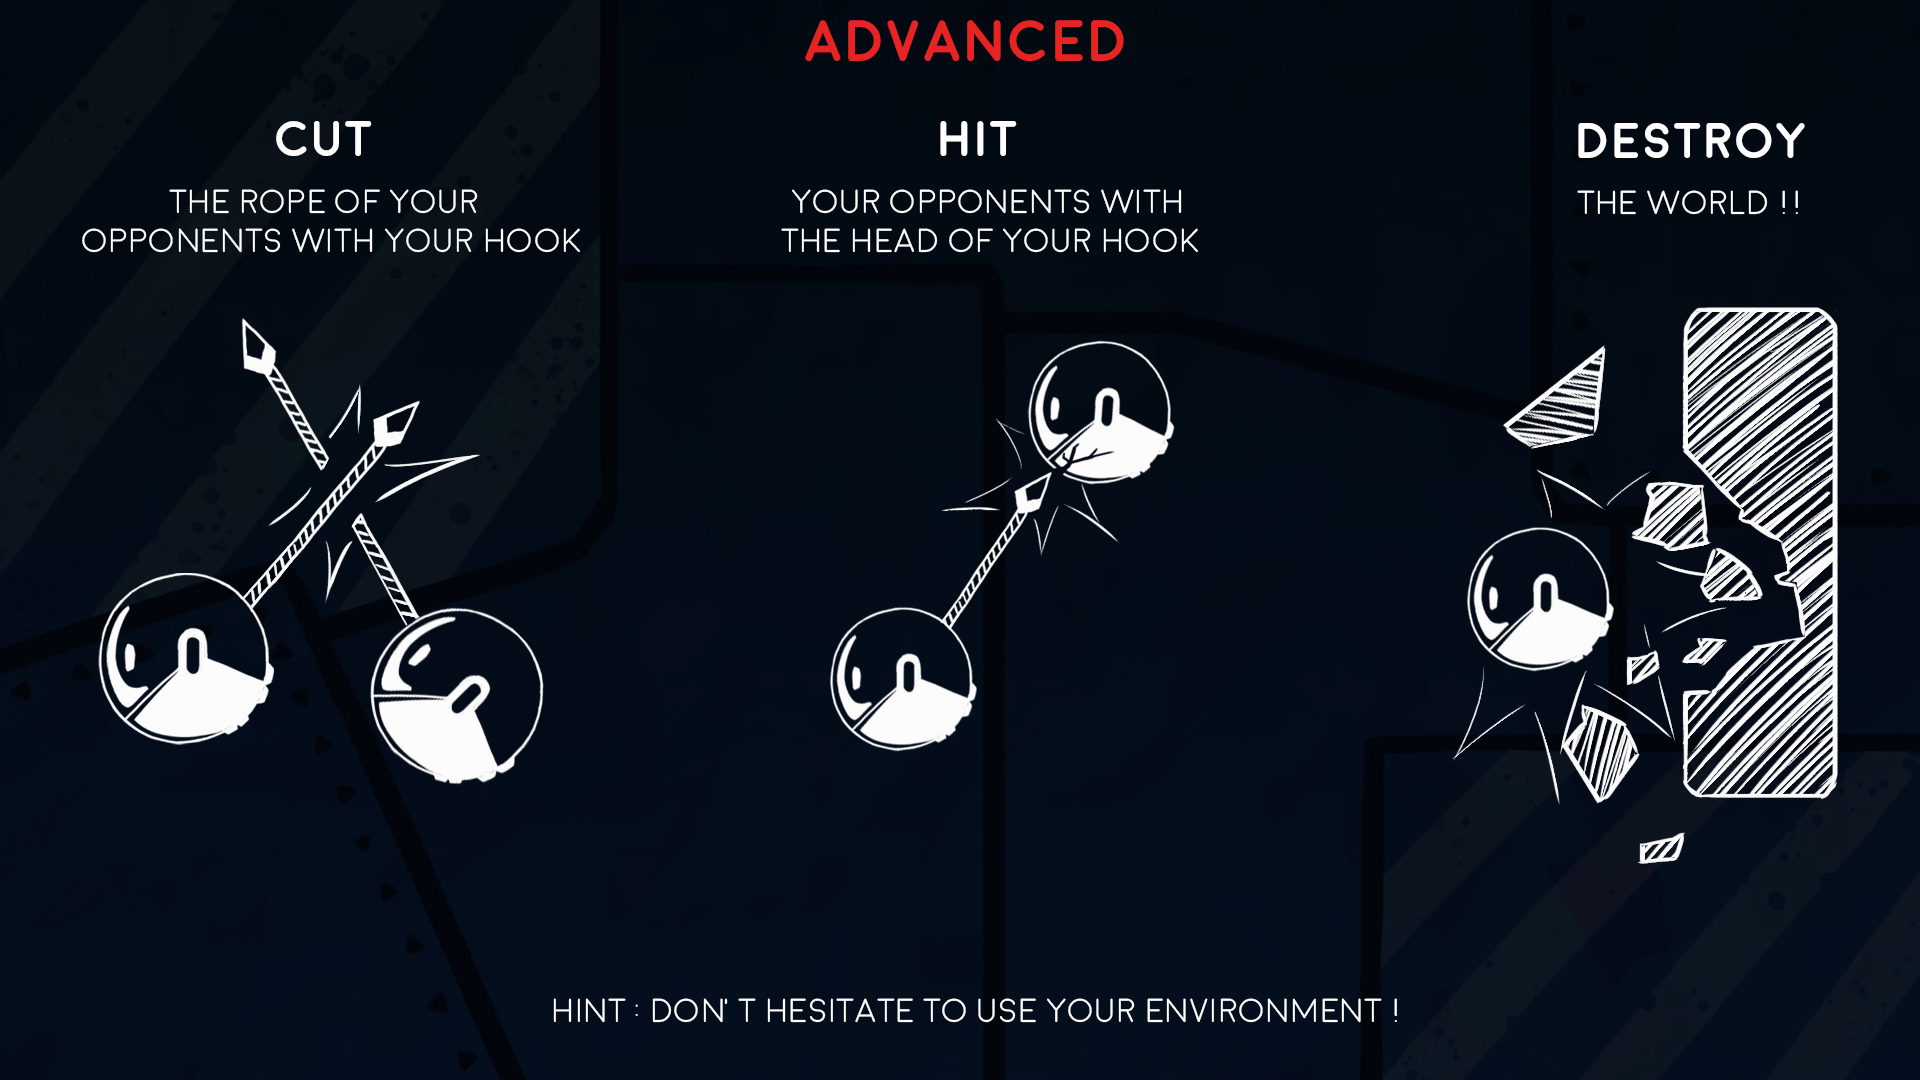 ADVANCED
CUT
THE ROPE OF YOUR
OPPONENTS WITH YOUR HOOK
HIT
YOUR OPPONENTS WITH
THE HEAD OF YOUR HOOK
DESTROY
THE WORLD !!
HINT : DON' T HESITATE TO USE YOUR ENVIRONMENT !